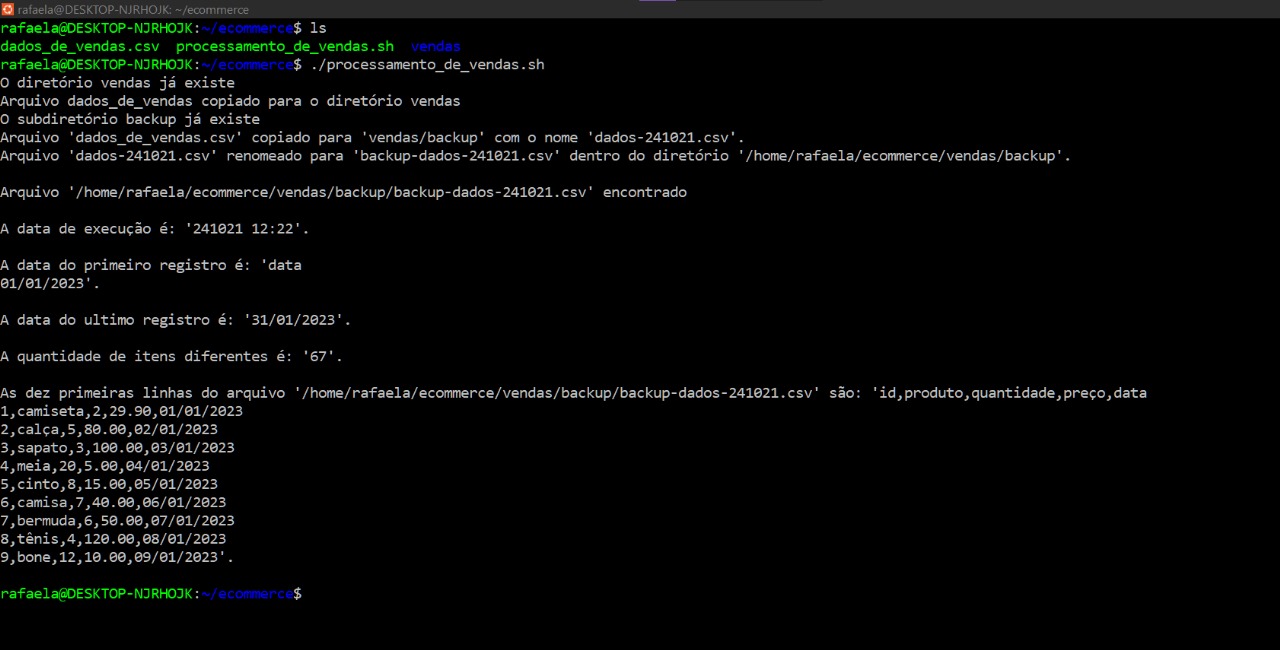 rafaela@DESKTOP-NJRHOJK: ~/ecommerce
rafaela@DESKTOP-NJRHOJK:~/ecommerce$ ls
dados_de_vendas.csv  processamento_de_vendas.sh  vendas
rafaela@DESKTOP-NJRHOJK:~/ecommerce$ ./processamento_de_vendas.sh
O diretório vendas já existe
Arquivo dados_de_vendas copiado para o diretório vendas
O subdiretório backup já existe
Arquivo 'dados_de_vendas.csv' copiado para 'vendas/backup' com o nome 'dados-241021.csv'.
Arquivo 'dados-241021.csv' renomeado para 'backup-dados-241021.csv' dentro do diretório '/home/rafaela/ecommerce/vendas/backup'.
Arquivo '/home/rafaela/ecommerce/vendas/backup/backup-dados-241021.csv' encontrado
A data de execução é: '241021 12:22'.
A data do primeiro registro é: 'data
01/01/2023'.
A data do ultimo registro é: '31/01/2023'.
A quantidade de itens diferentes é: '67'.
As dez primeiras linhas do arquivo '/home/rafaela/ecommerce/vendas/backup/backup-dados-241021.csv' são: 'id,produto,quantidade,preço,data
1,camiseta,2,29.90,01/01/2023
2,calça,5,80.00,02/01/2023
3,sapato,3,100.00,03/01/2023
4,meia,20,5.00,04/01/2023
5,cinto,8,15.00,05/01/2023
6,camisa,7,40.00,06/01/2023
7,bermuda,6,50.00,07/01/2023
8,tênis,4,120.00,08/01/2023
9,bone,12,10.00,09/01/2023'.
rafaela@DESKTOP-NJRHOJK:~/ecommerce$